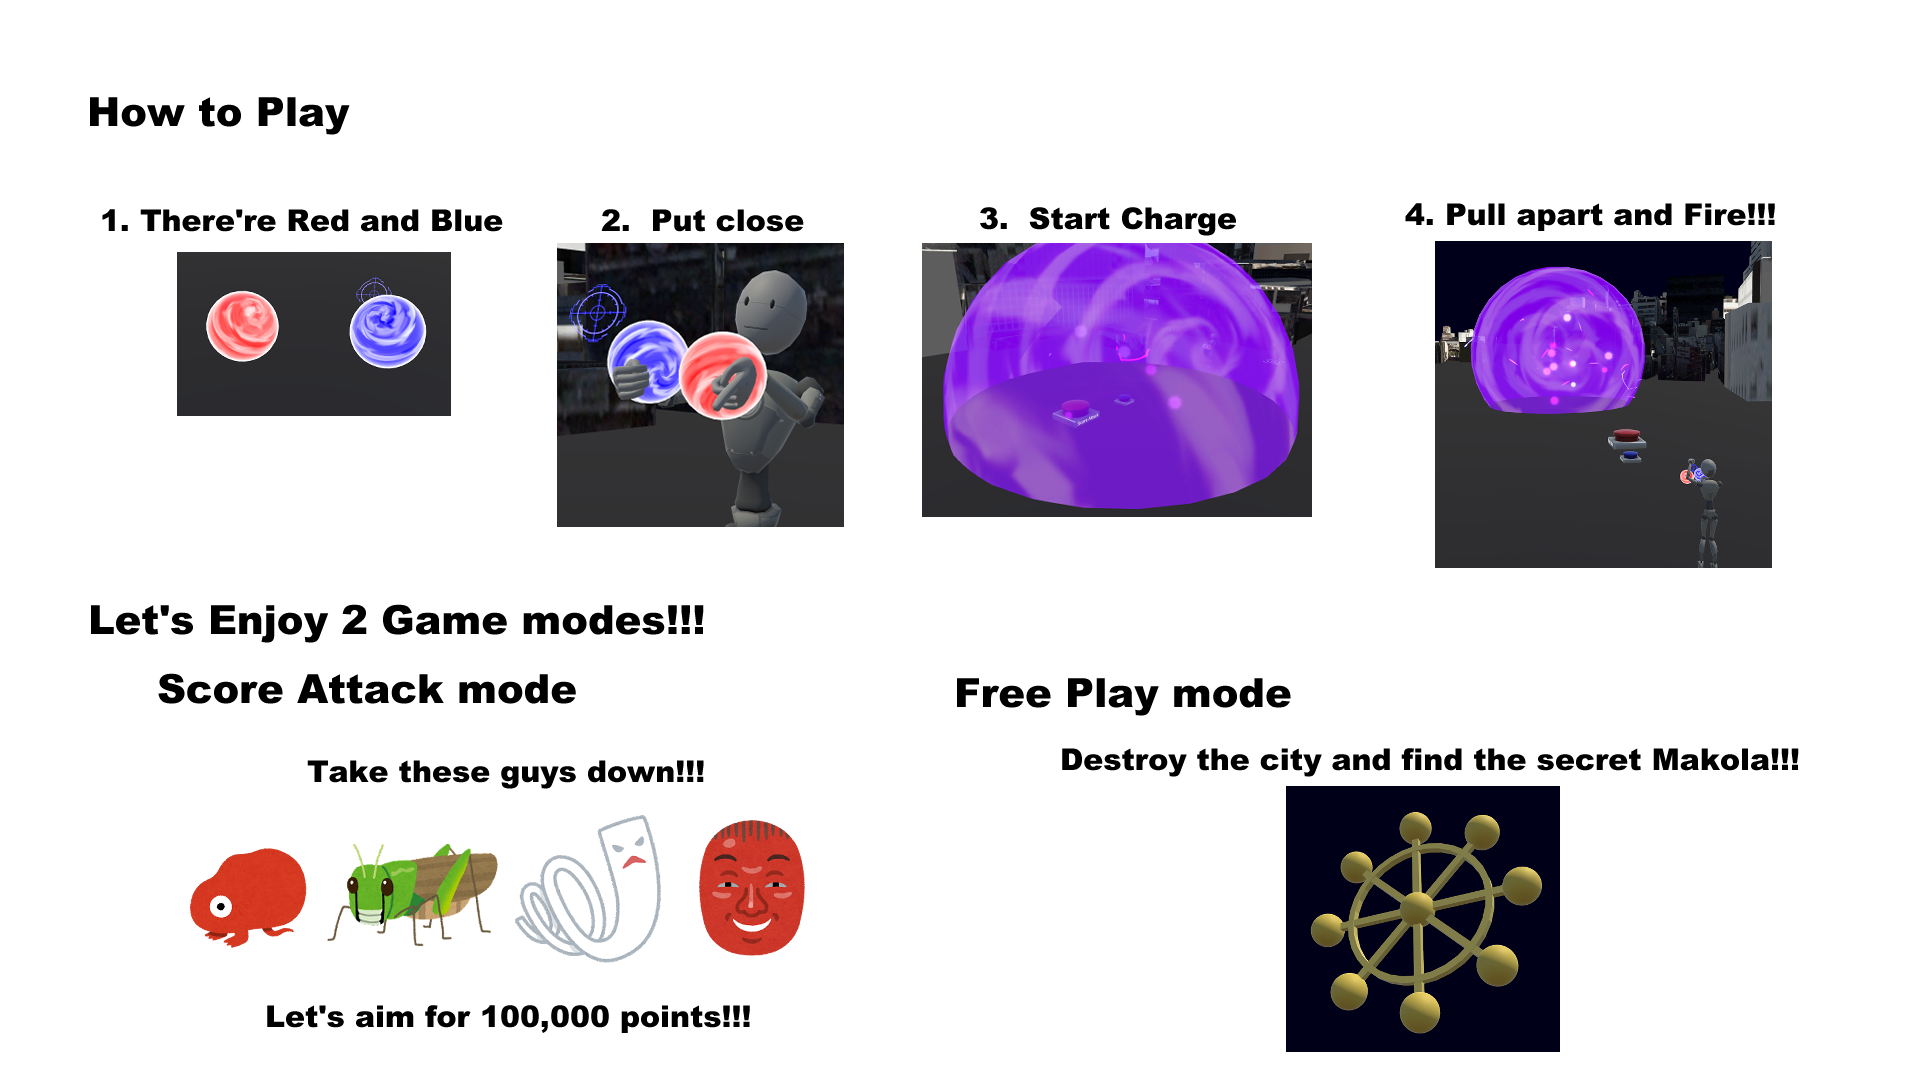 How to Play
1. There're Red and Blue
2. Put close
3. Start Charge
4. Pull apart and Fire!!!
Let's Enjoy 2 Game modes!!!
Score Attack mode
Take these guys down!!!
Let's aim for 100,000 points!!!
Free Play mode
Destroy the city and find the secret Makola!!!